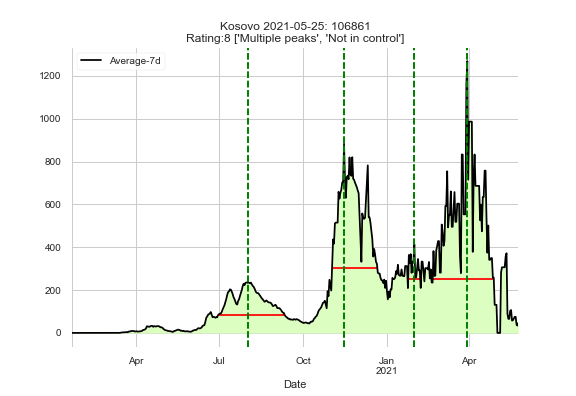 Kosovo 2021-05-25: 106861
Rating:8 ['Multiple peaks', 'Not in control']
Average-7d
1200
1000
800
600
400
200
0
Apr Jul Oct Jan Apr
2021
Date